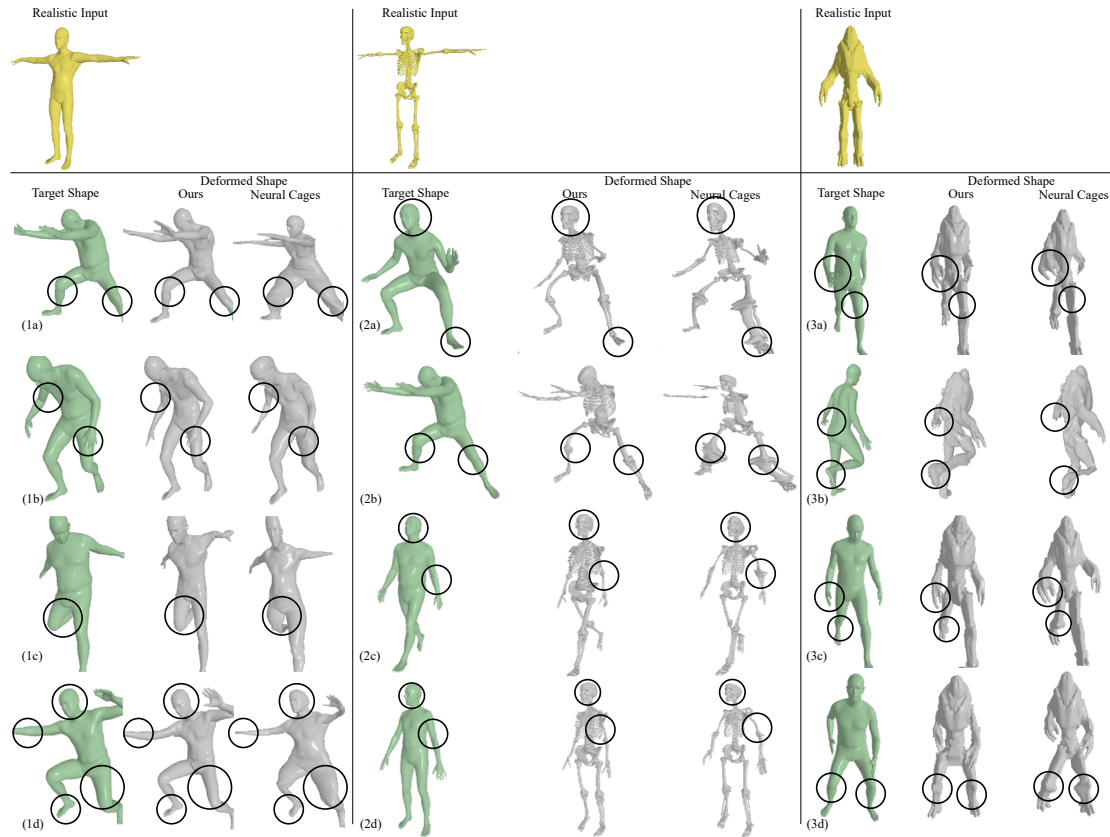 Realistic Input
Realistic Input
Realistic Input
Deformed Shape
Target Shape
Ours
Neural Cages
Deformed Shape
Target Shape
Ours
Neural Cages
Deformed Shape
Target Shape
Ours
Neural Cages
(1a)
(2a)
(3a)
(1b)
(2b)
(3b)
(1c)
(2c)
(3c)
(1d)
(2d)
(3d)